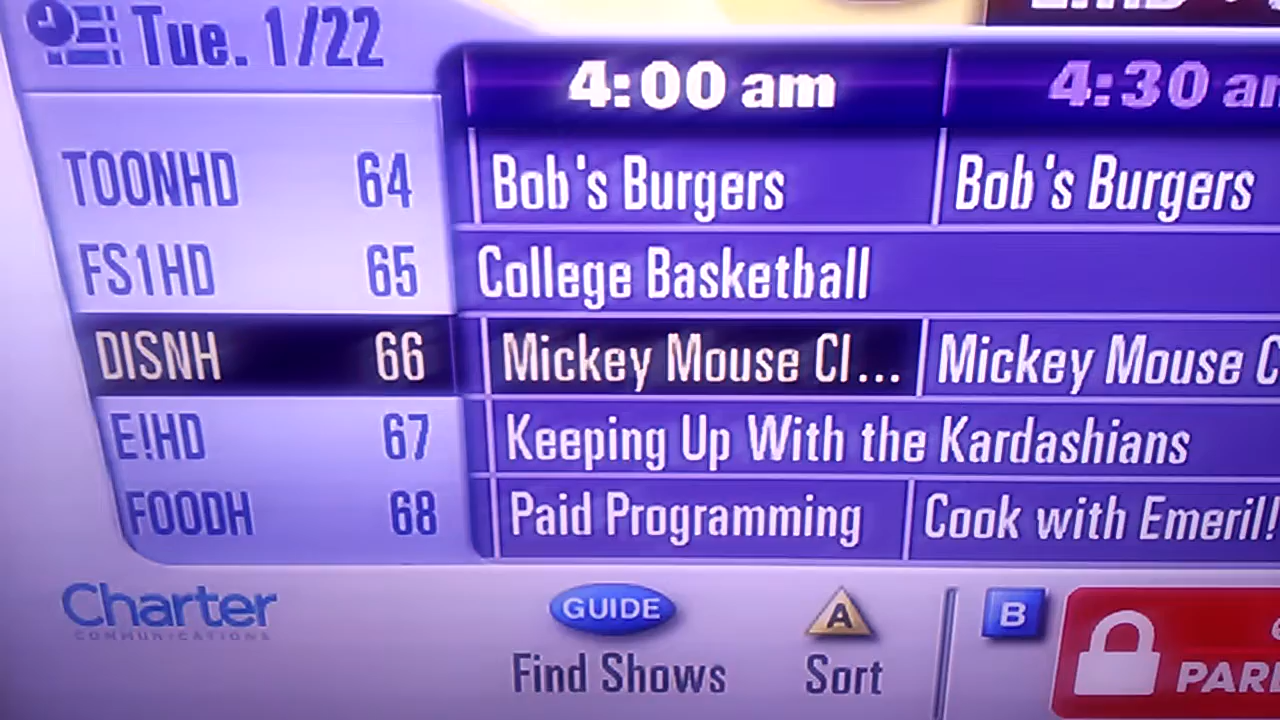 Tue. 1/22
4:00 am 4:30
TOONHD 64 Bob's Burgers Bob's Burgers
FS1HD 65 College Basketball
DISNH 66 Mickey Mouse Cl... Mickey Mouse C
E!HD 67 Keeping Up With the Kardashians
FOODH 68 Paid Programming Cook with Emeril!
Charter GUIDE A B
COMMUNICATIONS
Find Shows Sort PAR